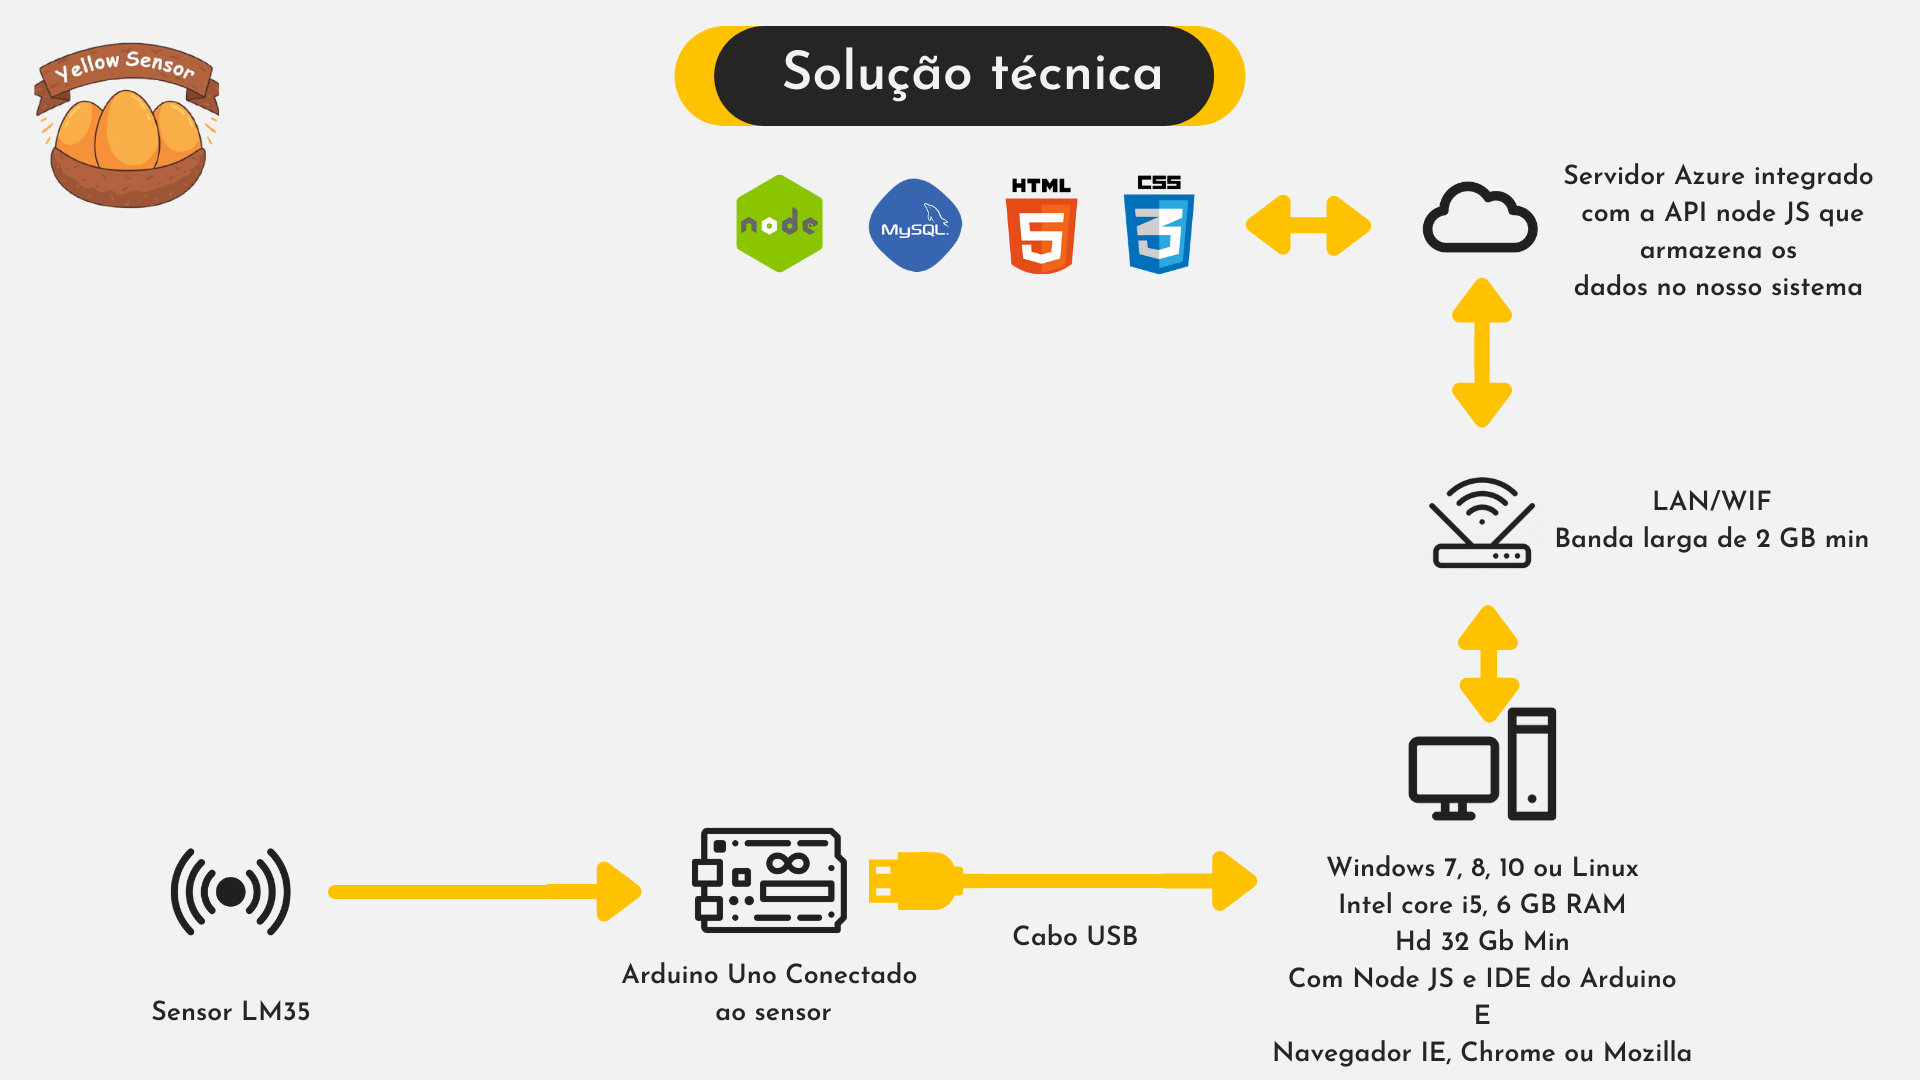 Yellow Sensor
Solução técnica
node
MySQL
HTML
5
CSS
3
Servidor Azure integrado
com a API node JS que
armazena os
dados no nosso sistema
LAN/WIF
Banda larga de 2 GB min
Windows 7, 8, 10 ou Linux
Intel core i5, 6 GB RAM
Hd 32 Gb Min
Com Node JS e IDE do Arduino
E
Navegador IE, Chrome ou Mozilla
Cabo USB
Arduino Uno Conectado
ao sensor
Sensor LM35